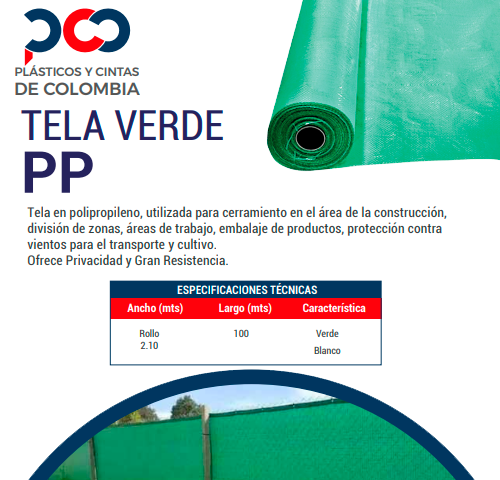 pcc
PLÁSTICOS Y CINTAS
DE COLOMBIA
TELA VERDE
PP
Tela en polipropileno, utilizada para cerramiento en el área de la construcción,
división de zonas, áreas de trabajo, embalaje de productos, protección contra
vientos para el transporte y cultivo.
Ofrece Privacidad y Gran Resistencia.
ESPECIFICACIONES TÉCNICAS
Ancho (mts) Largo (mts) Característica
Rollo 100 Verde
2.10
Blanco